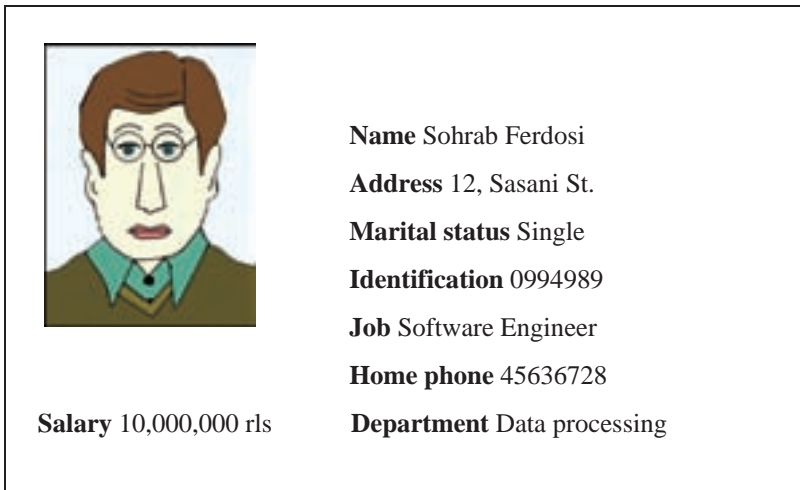 Name Sohrab Ferdosi
Address 12, Sasani St.
Marital status Single
Identification 0994989
Job Software Engineer
Home phone 45636728
Salary 10,000,000 rls
Department Data processing